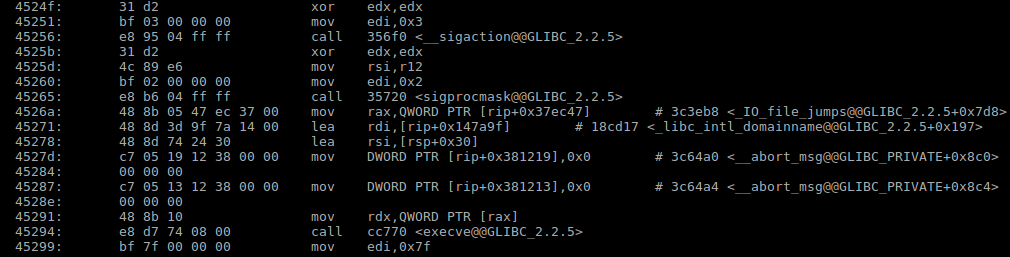 4524f: 31 d2 xor edx,edx
45251: bf 03 00 00 00 mov edi,0x3
45256: e8 95 04 ff ff call 356f0 <__sigaction@@GLIBC_2.2.5>
4525b: 31 d2 xor edx,edx
4525d: 4c 89 e6 mov rsi,r12
45260: bf 02 00 00 00 mov edi,0x2
45265: e8 b6 04 ff ff call 35720 <sigprocmask@@GLIBC_2.2.5>
4526a: 48 8b 05 47 ec 37 00 mov rax,QWORD PTR [rip+0x37ec47] # 3c3eb8 <_IO_file_jumps@@GLIBC_2.2.5+0x7d8>
45271: 48 8d 3d 9f 7a 14 00 lea rdi,[rip+0x147a9f] # 18cd17 <_libc_intl_domainname@@GLIBC_2.2.5+0x197>
45278: 48 8d 74 24 30 lea rsi,[rsp+0x30]
4527d: c7 05 19 12 38 00 00 mov DWORD PTR [rip+0x381219],0x0 # 3c64a0 <__abort_msg@@GLIBC_PRIVATE+0x8c0>
45284: 00 00 00
45287: c7 05 13 12 38 00 00 mov DWORD PTR [rip+0x381213],0x0 # 3c64a4 <__abort_msg@@GLIBC_PRIVATE+0x8c4>
4528e: 00 00 00
45291: 48 8b 10 mov rdx,QWORD PTR [rax]
45294: e8 d7 74 08 00 call cc770 <execve@@GLIBC_2.2.5>
45299: bf 7f 00 00 00 mov edi,0x7f